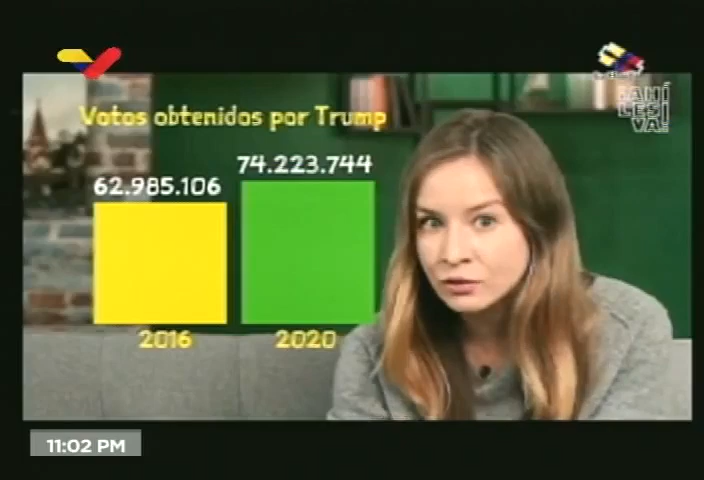 ¡AHÍ
LES
VA!
Votos obtenidos por Trump
74.223.744
62.985.106
2016
2020
11:02 PM